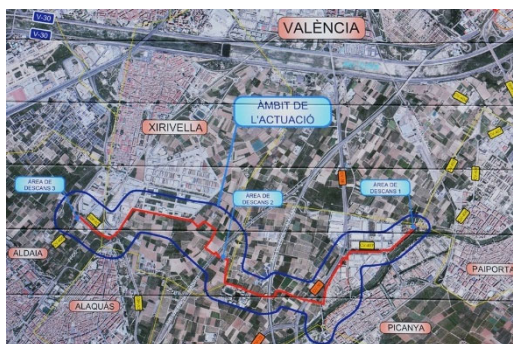 V-30
V-30
VALÈNCIA
ÀMBIT DE
L'ACTUACIÓ
XIRIVELLA
ÀREA DE
DESCANS 3
ÀREA DE
DESCANS 2
ÀREA DE
DESCANS 1
ALDAIA
ALAQUÀS
PAIPORTA
PICANYA